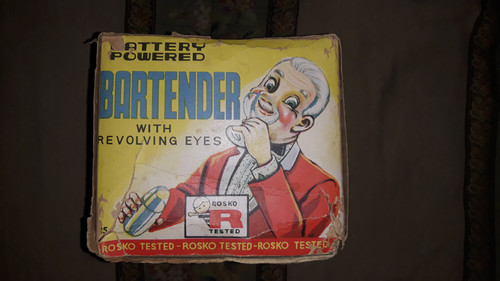 BATTERY
POWERED
BARTENDER
WITH
REVOLVING EYES
ROSKO
R
TESTED
ROSKO TESTED-ROSKO TESTED-ROSKO TESTED